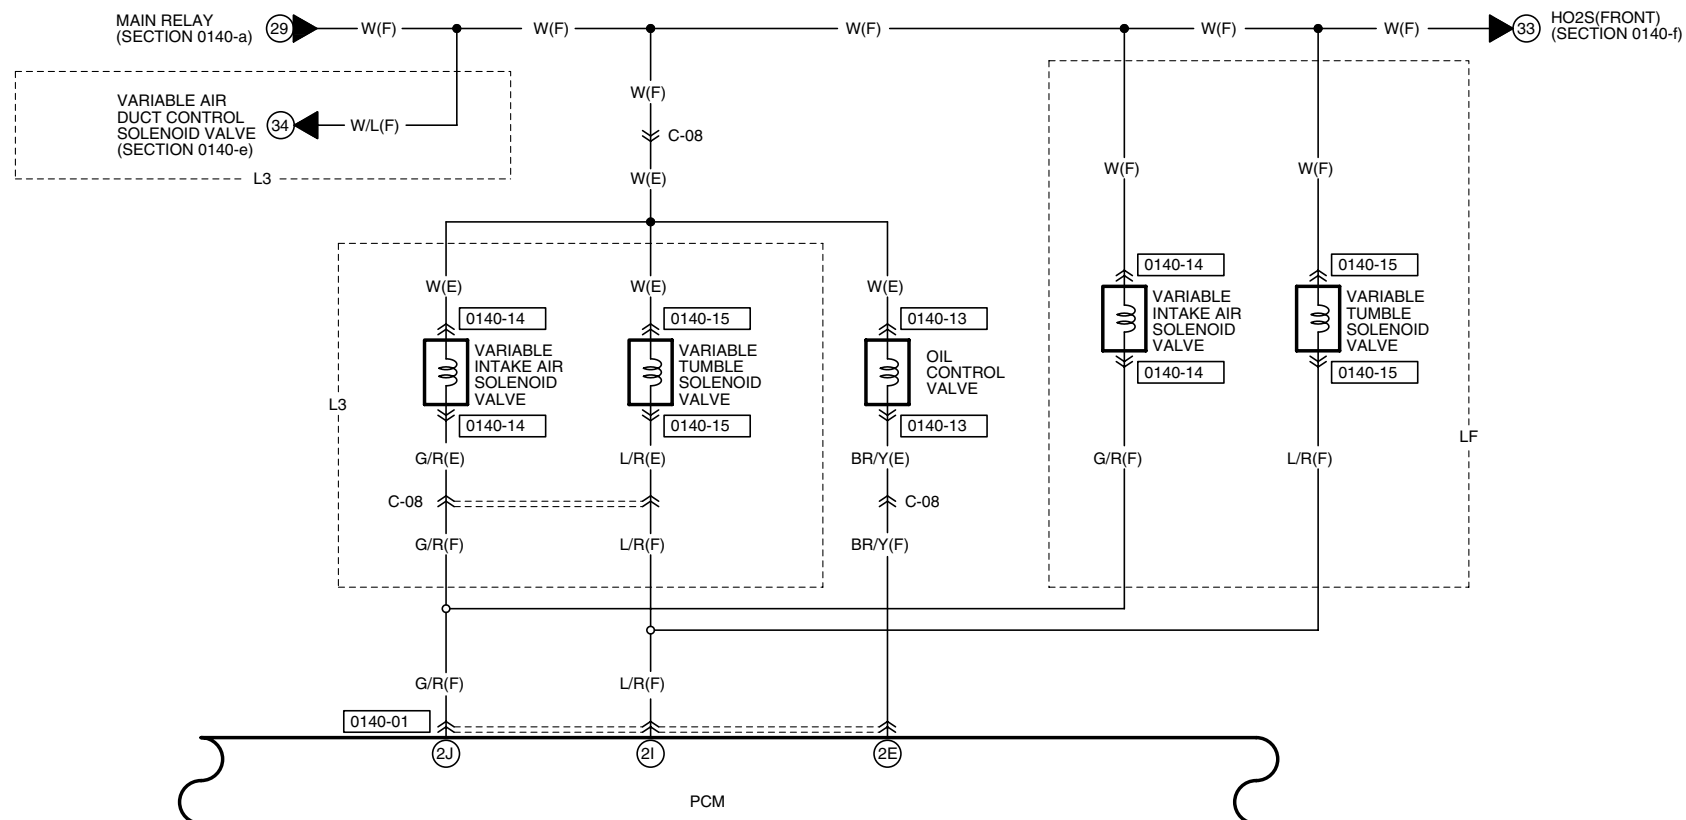 MAIN RELAY
(SECTION 0140-a)
29
W(F)
W(F)
W(F)
W(F)
W(F)
33
HO2S(FRONT)
(SECTION 0140-f)
VARIABLE AIR
DUCT CONTROL
SOLENOID VALVE
(SECTION 0140-e)
34
W/L(F)
L3
W(F)
C-08
W(E)
W(F)
W(F)
W(E)
W(E)
W(E)
0140-14
0140-15
0140-13
0140-14
0140-15
VARIABLE
INTAKE AIR
SOLENOID
VALVE
VARIABLE
TUMBLE
SOLENOID
VALVE
OIL
CONTROL
VALVE
VARIABLE
INTAKE AIR
SOLENOID
VALVE
VARIABLE
TUMBLE
SOLENOID
VALVE
0140-14
0140-15
L3
0140-14
0140-15
0140-13
LF
G/R(E)
L/R(E)
BR/Y(E)
G/R(F)
L/R(F)
C-08
C-08
G/R(F)
L/R(F)
BR/Y(F)
G/R(F)
L/R(F)
0140-01
2J
2I
2E
PCM